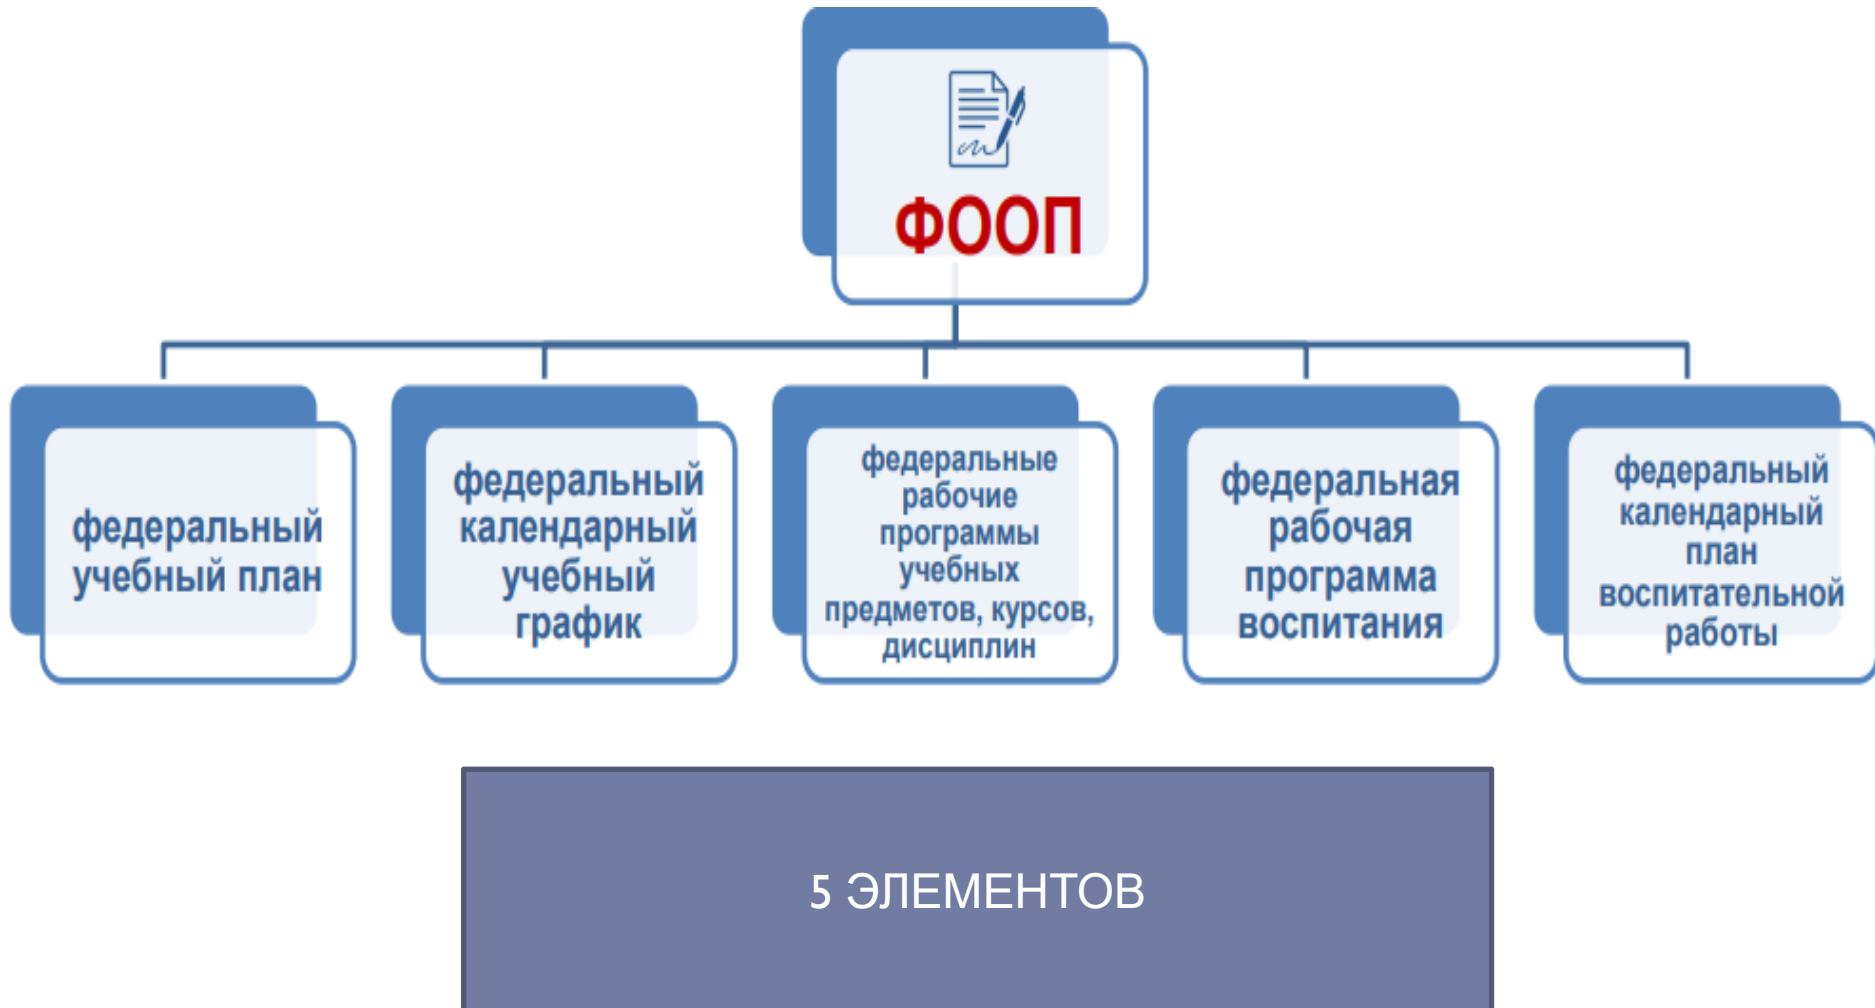 ФООП
федеральный
учебный план
федеральный
календарный
учебный
график
федеральные
рабочие
программы
учебных
предметов, курсов,
дисциплин
федеральная
рабочая
программа
воспитания
федеральный
календарный
план
воспитательной
работы
5 ЭЛЕМЕНТОВ